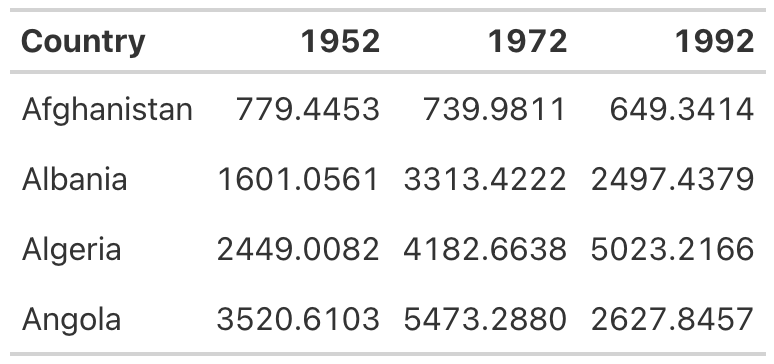 Country 1952 1972 1992
Afghanistan 779.4453 739.9811 649.3414
Albania 1601.0561 3313.4222 2497.4379
Algeria 2449.0082 4182.6638 5023.2166
Angola 3520.6103 5473.2880 2627.8457